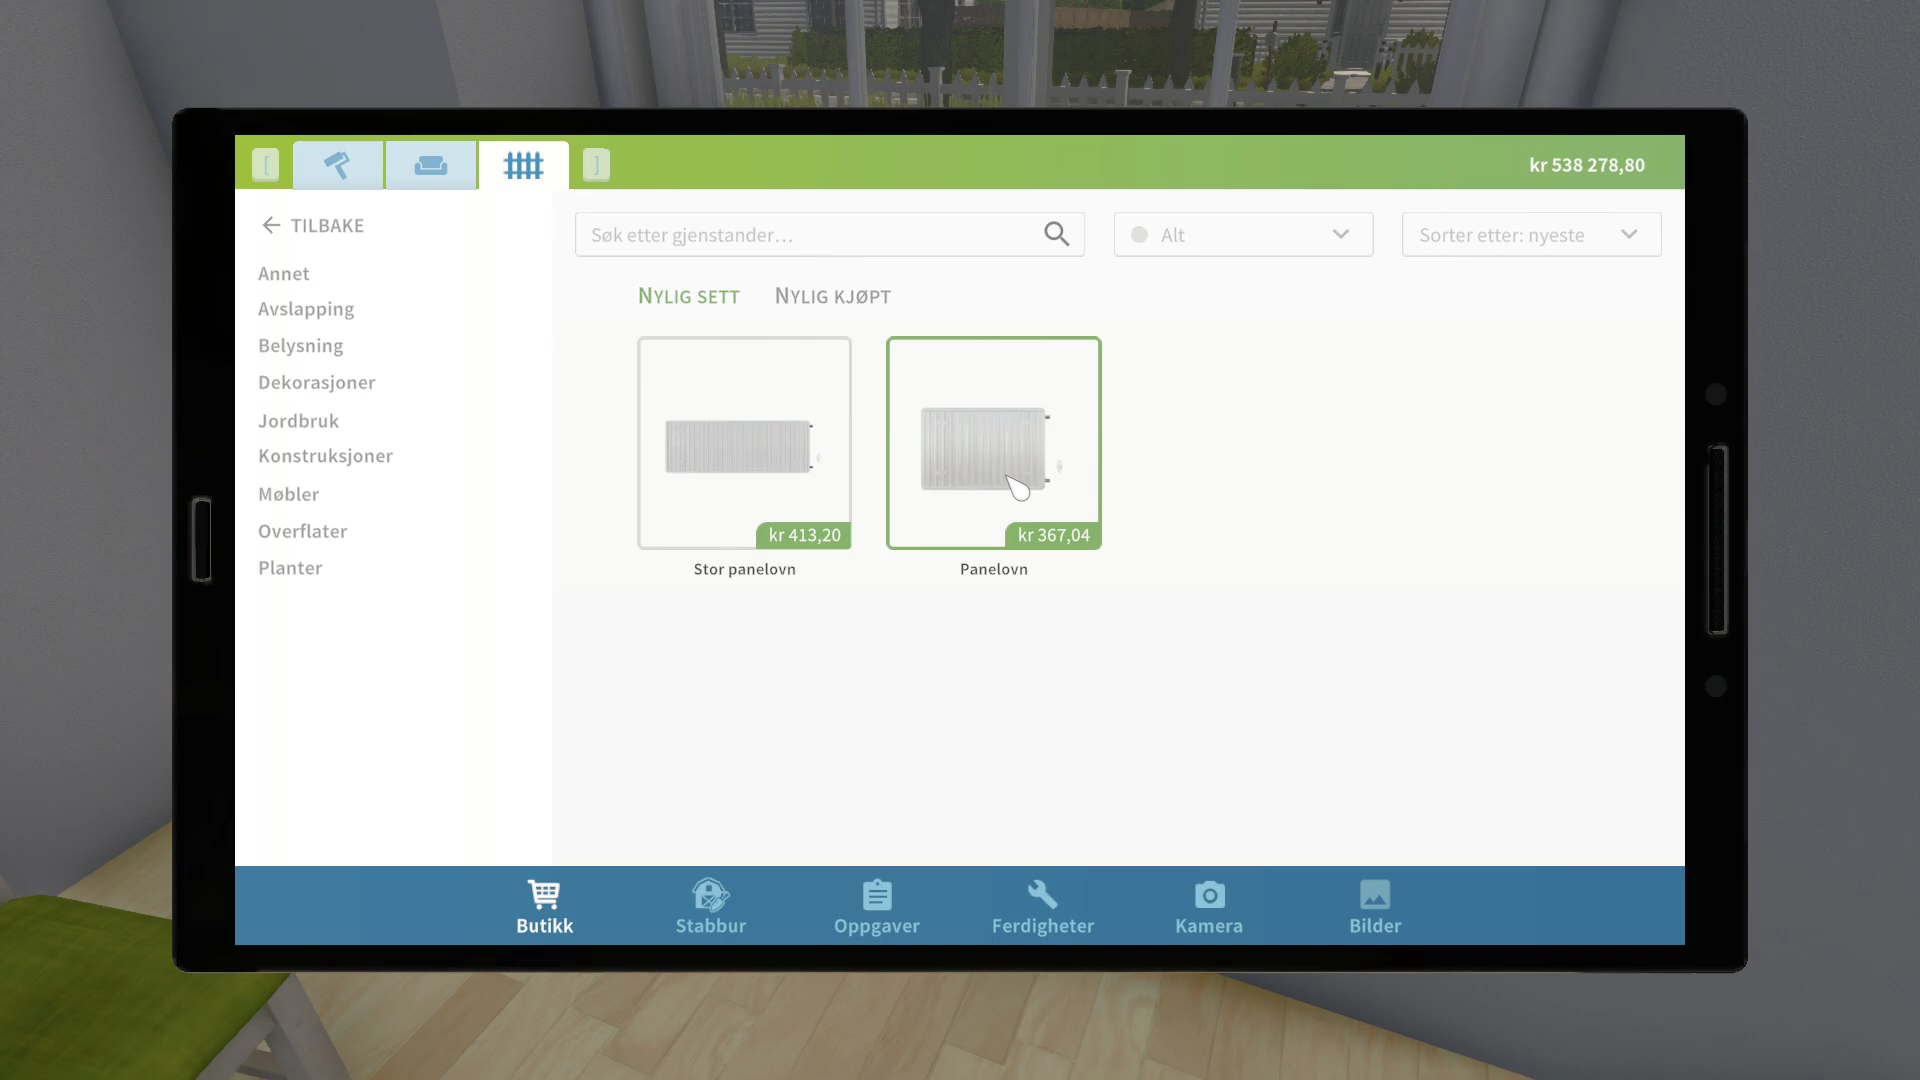 [
]
kr 538 278,80
TILBAKE
Annet
Avslapping
Belysning
Dekorasjoner
Jordbruk
Konstruksjoner
Møbler
Overflater
Planter
Søk etter gjenstander...
Alt
Sorter etter: nyeste
NYLIG SETT
NYLIG KJØPT
kr 413,20
Stor panelovn
kr 367,04
Panelovn
Butikk
Stabbur
Oppgaver
Ferdigheter
Kamera
Bilder